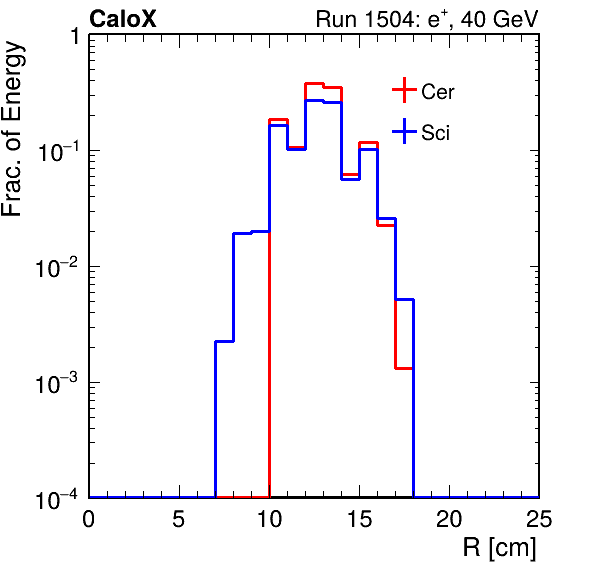 CaloX Run 1504: e⁺, 40 GeV
Frac. of Energy
1
10⁻¹
10⁻²
10⁻³
10⁻⁴
Cer
Sci
0 5 10 15 20 25
R [cm]